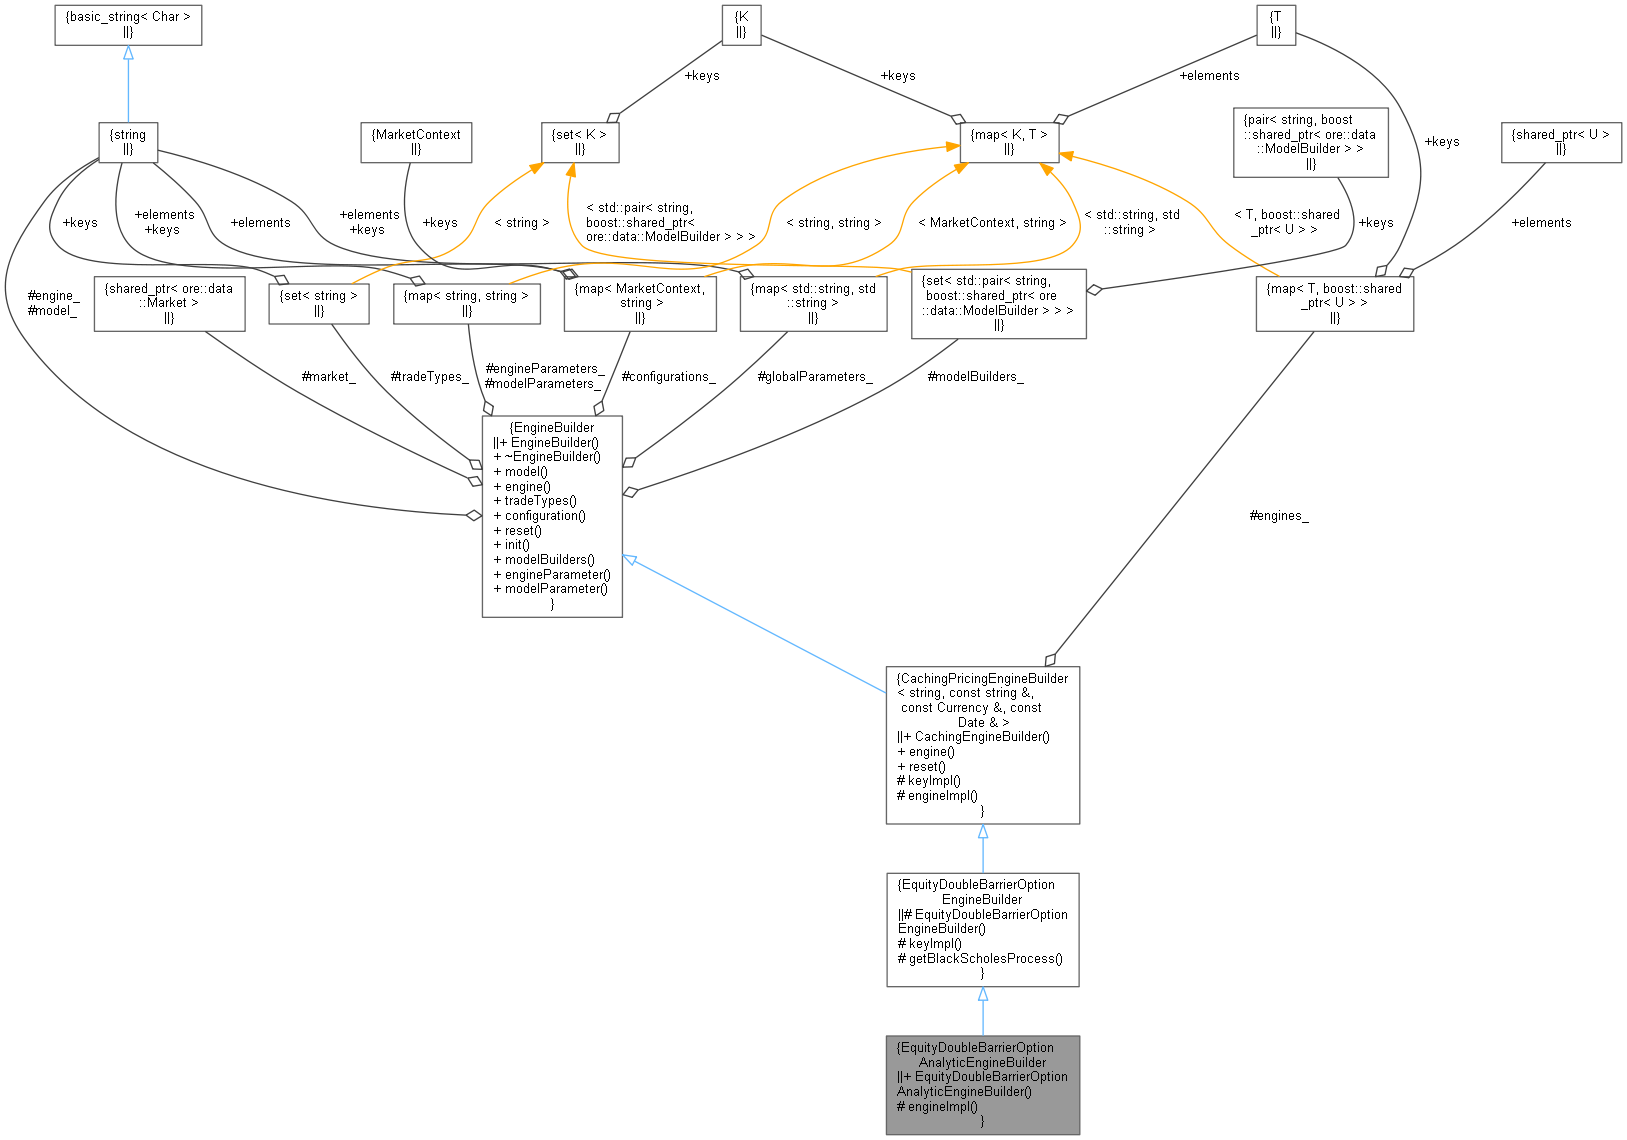 {basic_string< Char >
||}
{K
||}
{T
||}
+keys
+keys
+elements
{string
||}
{MarketContext
||}
{set< K >
||}
{map< K, T >
||}
{pair< string, boost
::shared_ptr< ore::data
::ModelBuilder > >
||}
{shared_ptr< U >
||}
+keys
+keys
+elements
+keys
+elements
+elements
+keys
+keys
< string >
< std::pair< string,
boost::shared_ptr<
ore::data::ModelBuilder > > >
< string, string >
< MarketContext, string >
< std::string, std
::string >
< T, boost::shared
_ptr< U > >
+keys
+elements
#engine_
#model_
{shared_ptr< ore::data
::Market >
||}
{set< string >
||}
{map< string, string >
||}
{map< MarketContext,
string >
||}
{map< std::string, std
::string >
||}
{set< std::pair< string,
boost::shared_ptr< ore
::data::ModelBuilder > > >
||}
{map< T, boost::shared
_ptr< U > >
||}
#market_
#tradeTypes_
#engineParameters_
#modelParameters_
#configurations_
#globalParameters_
#modelBuilders_
{EngineBuilder
||+ EngineBuilder()
+ ~EngineBuilder()
+ model()
+ engine()
+ tradeTypes()
+ configuration()
+ reset()
+ init()
+ modelBuilders()
+ engineParameter()
+ modelParameter()
}
#engines_
{CachingPricingEngineBuilder
< string, const string &,
const Currency &, const
Date & >
||+ CachingEngineBuilder()
+ engine()
+ reset()
# keyImpl()
# engineImpl()
}
{EquityDoubleBarrierOption
EngineBuilder
||# EquityDoubleBarrierOption
EngineBuilder()
# keyImpl()
# getBlackScholesProcess()
}
{EquityDoubleBarrierOption
AnalyticEngineBuilder
||+ EquityDoubleBarrierOption
AnalyticEngineBuilder()
# engineImpl()
}